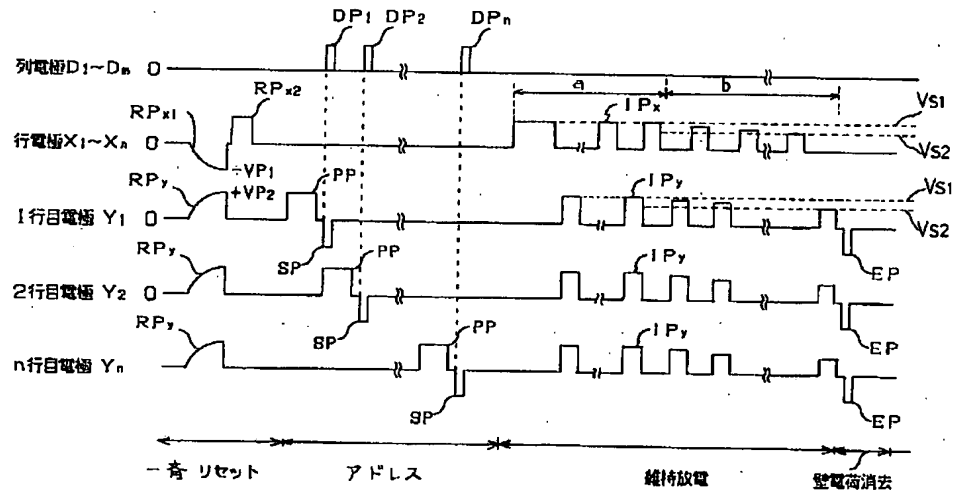 DP1 DP2 DPn
列電極D1~Dm 0
a b
RPx1 RPx2 IPx VS1
行電極X1~Xn 0
VS2
-VP1
RPy +VP2 PP IPy VS1
1行目電極 Y1 0
VS2
SP EP
RPy PP IPy
2行目電極 Y2 0
SP EP
RPy PP IPy
n行目電極 Yn
SP EP
一斉リセット アドレス 維持放電 壁電荷消去